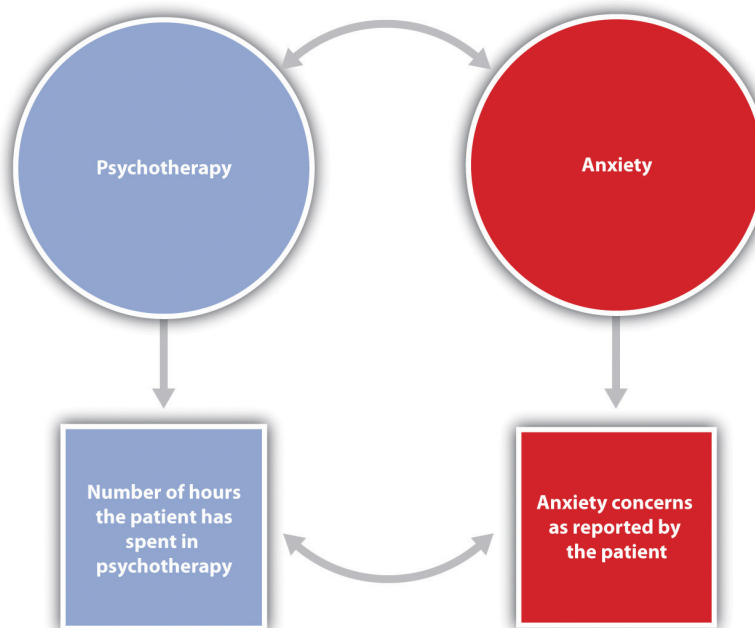 Psychotherapy
Anxiety
Number of hours
the patient has
spent in
psychotherapy
Anxiety concerns
as reported by
the patient